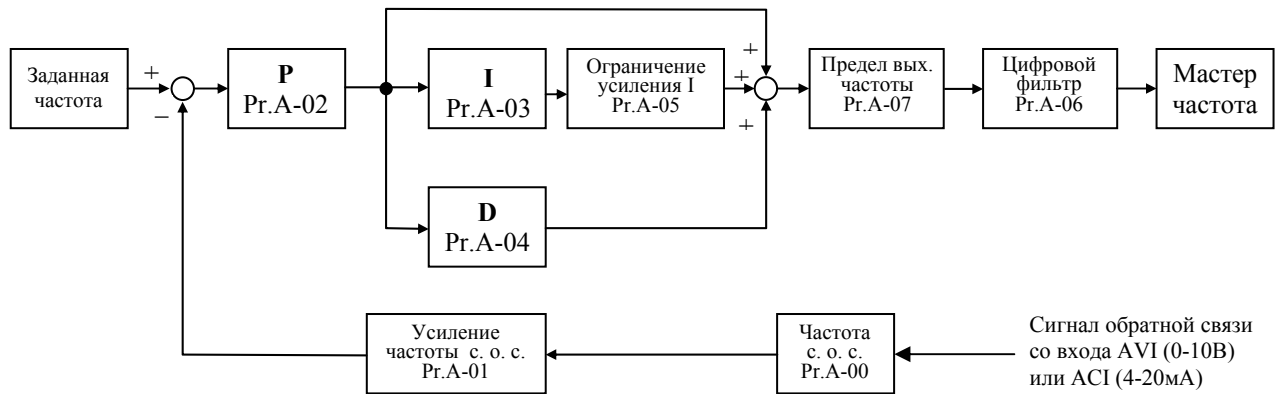 Заданная
частота
+
−
P
Pr.A-02
I
Pr.A-03
Ограничение
усиления I
Pr.A-05
+
+
+
Предел вых.
частоты
Pr.A-07
Цифровой
фильтр
Pr.A-06
Мастер
частота
D
Pr.A-04
Усиление
частоты с. о. с.
Pr.A-01
Частота
с. о. с.
Pr.A-00
Сигнал обратной связи
со входа AVI (0-10В)
или ACI (4-20мА)